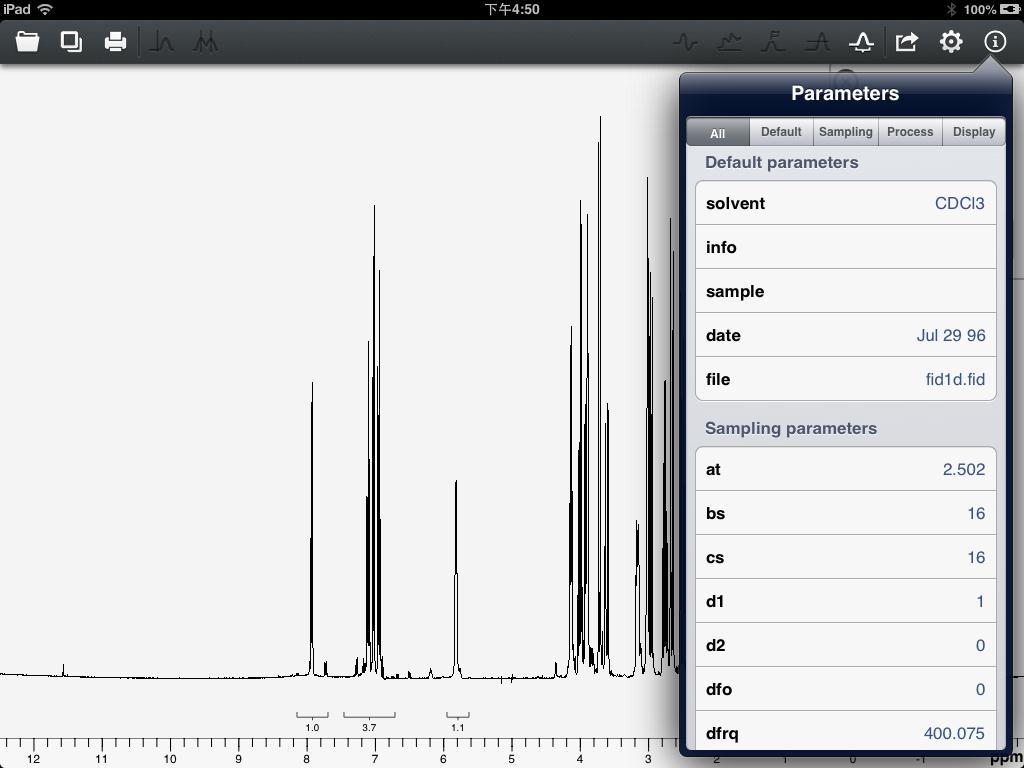 iPad 下午4:50 100%
Parameters
All Default Sampling Process Display
Default parameters
solvent CDCl3
info
sample
date Jul 29 96
file fid1d.fid
Sampling parameters
at 2.502
bs 16
cs 16
d1 1
d2 0
dfo 0
dfrq 400.075
1.0 3.7 1.1
12 11 10 9 8 7 6 5 4 3 2 1 0 -1 ppm